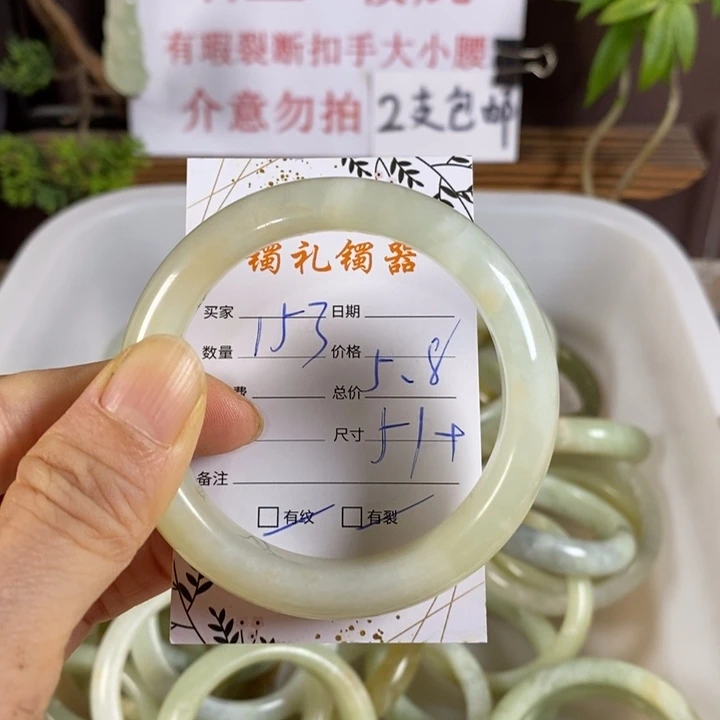 有瑕裂断扣手大小腰
介意勿拍 2支包邮
镯礼镯器
买家 153 日期
数量 价格 5、8
费 总价
尺寸 51+
备注
□ 有纹 □ 有裂